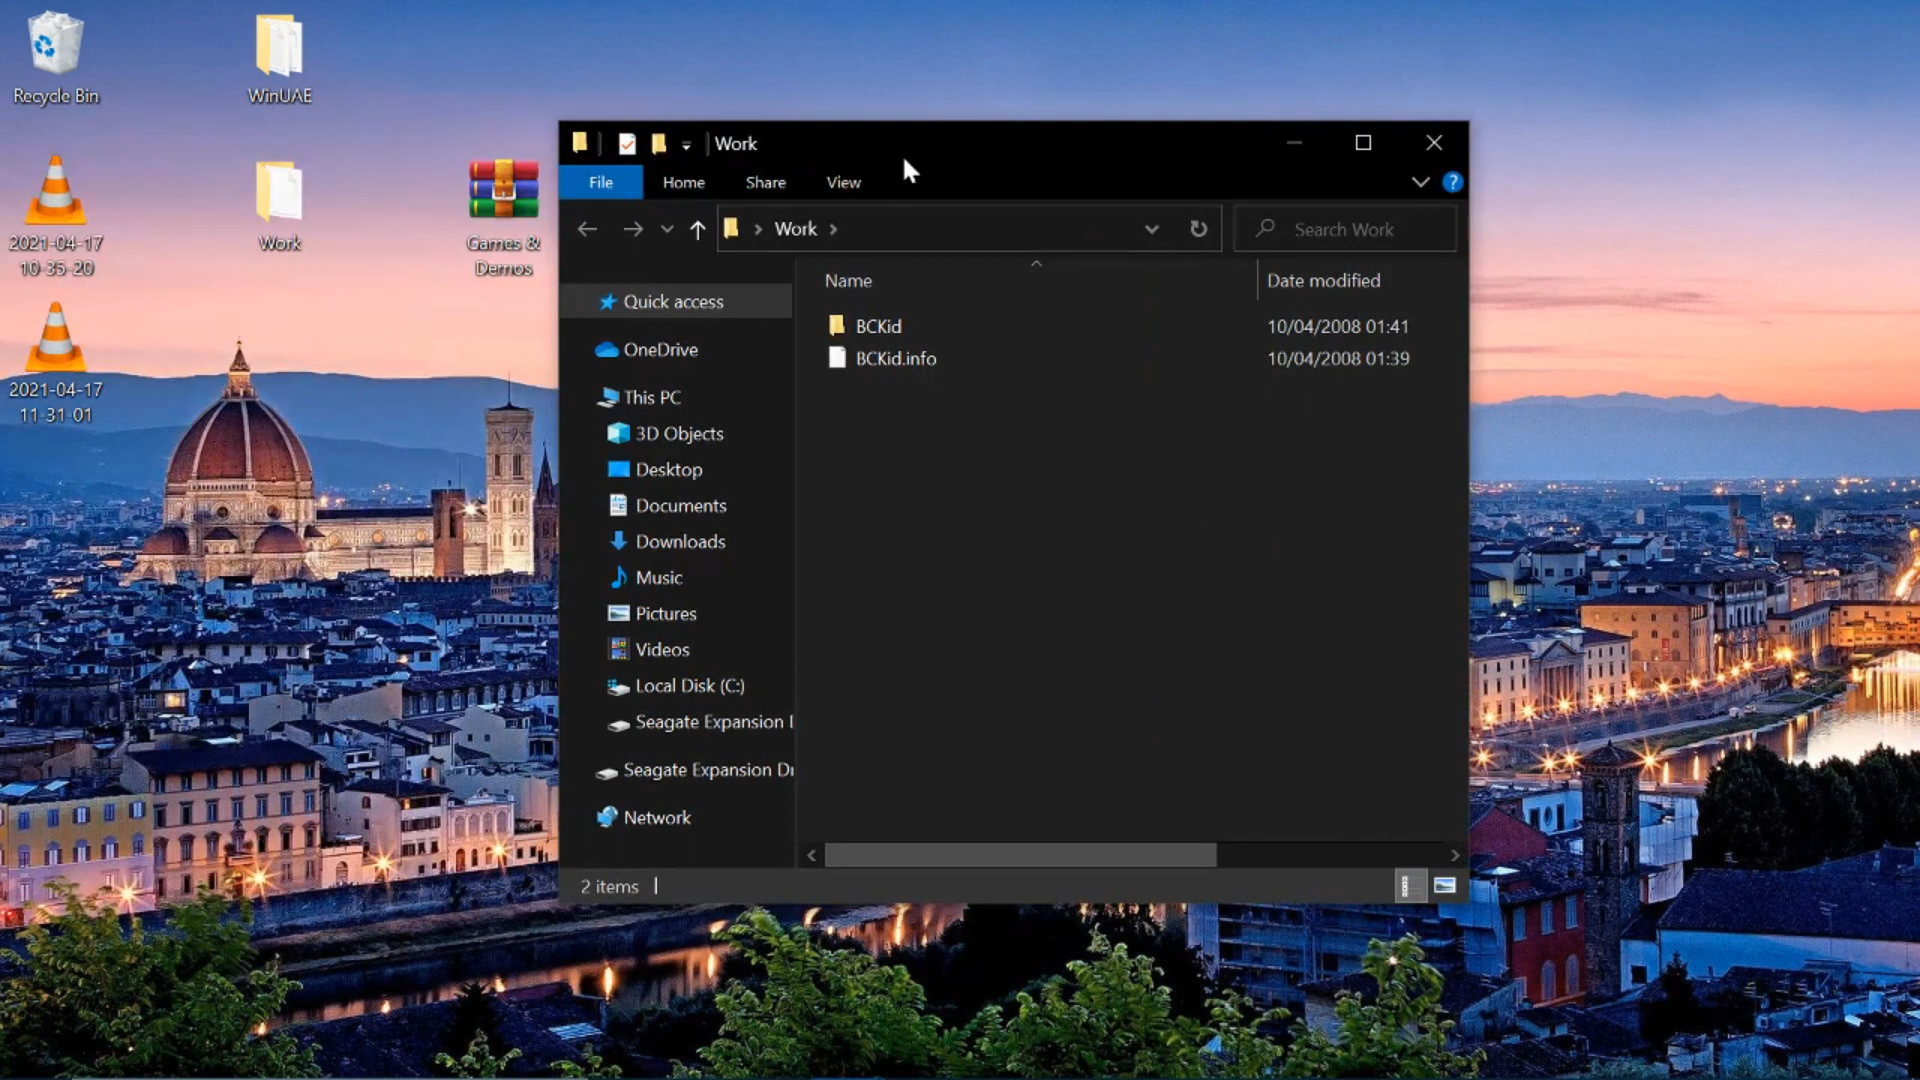 Recycle Bin
WinUAE
2021-04-17
10-35-20
Work
Games &
Demos
2021-04-17
11-31-01
Work
File
Home
Share
View
?
Work
Search Work
Name
Date modified
Quick access
OneDrive
This PC
3D Objects
Desktop
Documents
Downloads
Music
Pictures
Videos
Local Disk (C:)
Seagate Expansion
Seagate Expansion Dr
Network
BCKid
10/04/2008 01:41
BCKid.info
10/04/2008 01:39
2 items